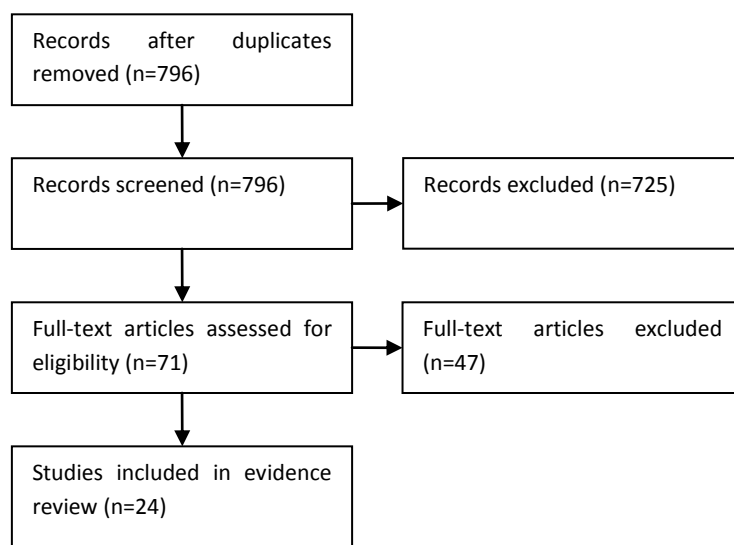 Records after duplicates
removed (n=796)
Records screened (n=796)
Records excluded (n=725)
Full-text articles assessed for
eligibility (n=71)
Full-text articles excluded
(n=47)
Studies included in evidence
review (n=24)